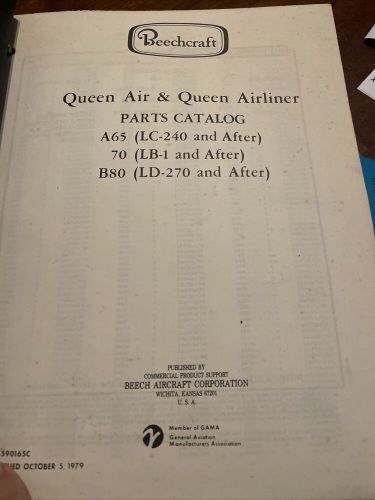 Beechcraft
Queen Air & Queen Airliner
PARTS CATALOG
A65 (LC-240 and After)
70 (LB-1 and After)
B80 (LD-270 and After)
PUBLISHED BY
COMMERCIAL PRODUCT SUPPORT
BEECH AIRCRAFT CORPORATION
WICHITA, KANSAS 67201
U. S. A.
Member of GAMA
General Aviation
Manufacturers Association
590165C
OCTOBER 5, 1979